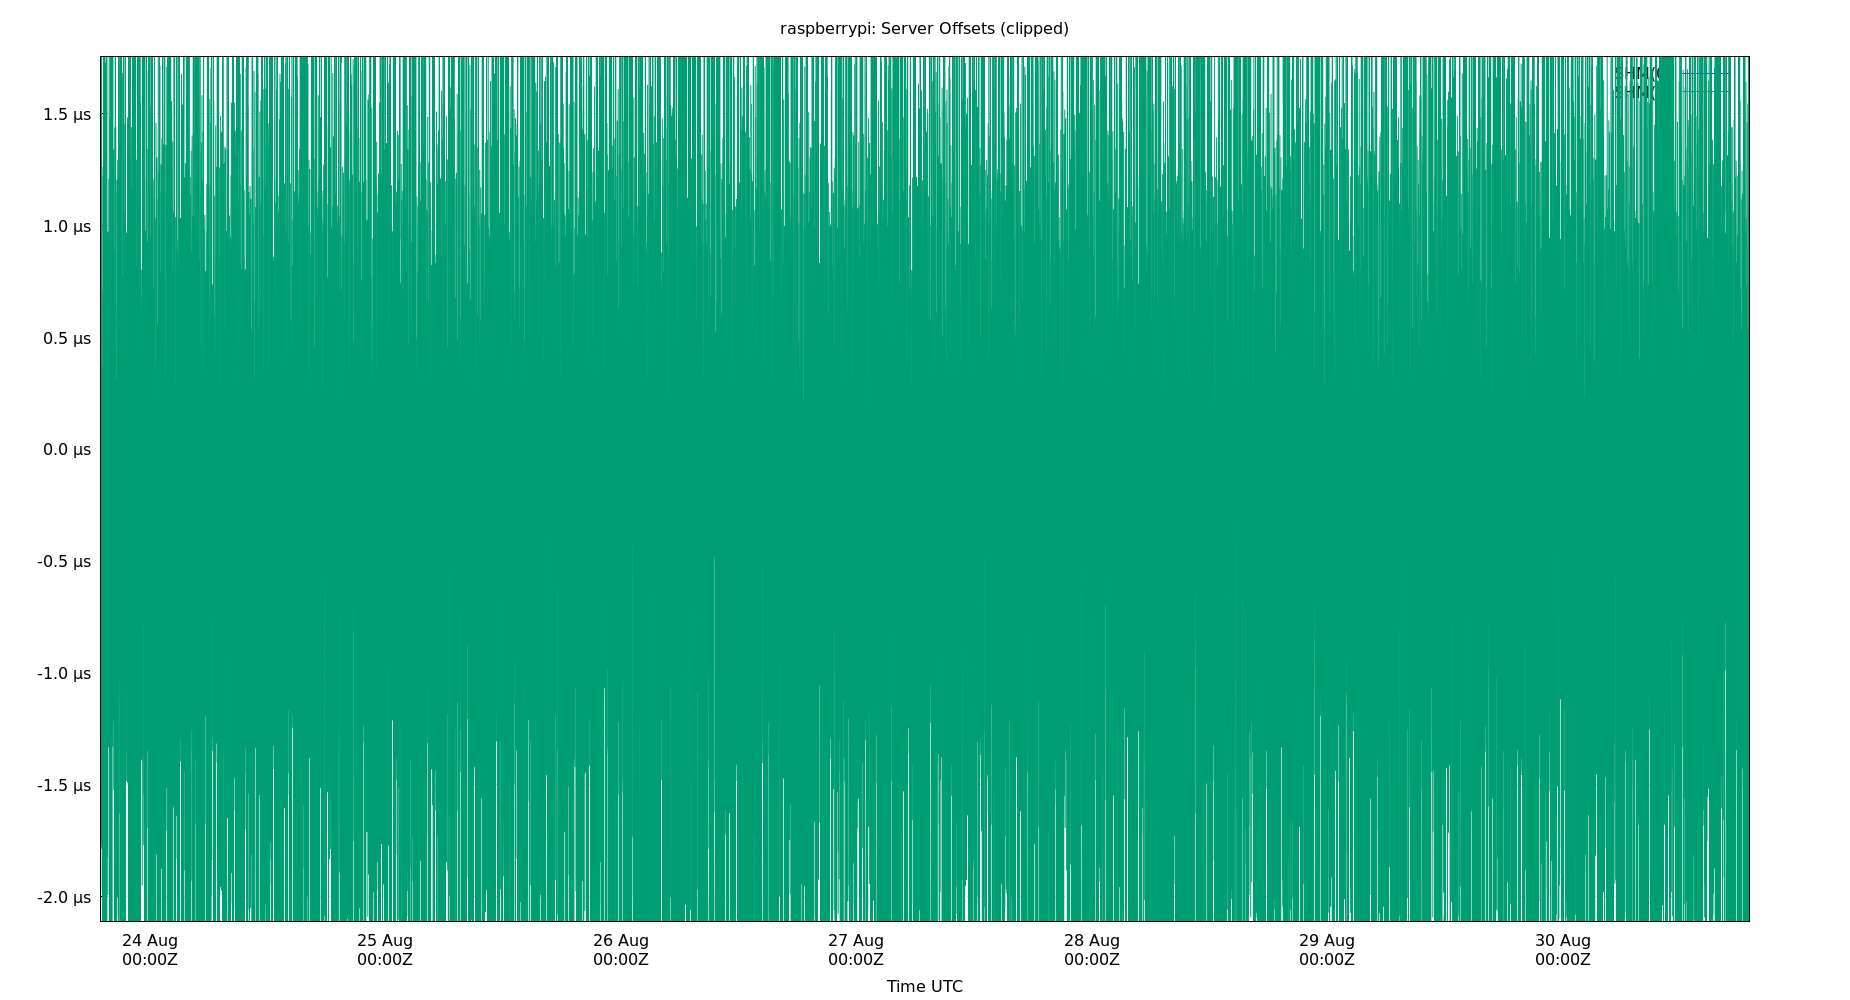 raspberrypi: Server Offsets (clipped)
1.5 µs
1.0 µs
0.5 µs
0.0 µs
-0.5 µs
-1.0 µs
-1.5 µs
-2.0 µs
24 Aug
00:00Z
25 Aug
00:00Z
26 Aug
00:00Z
27 Aug
00:00Z
28 Aug
00:00Z
29 Aug
00:00Z
30 Aug
00:00Z
Time UTC